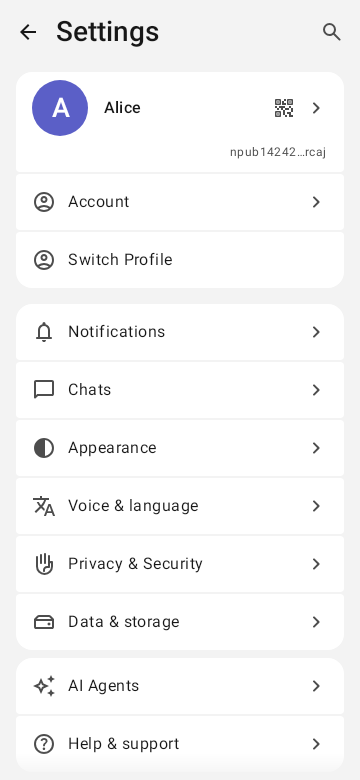 Settings
A
Alice
npub14242...rcaj
Account
Switch Profile
Notifications
Chats
Appearance
Voice & language
Privacy & Security
Data & storage
AI Agents
Help & support